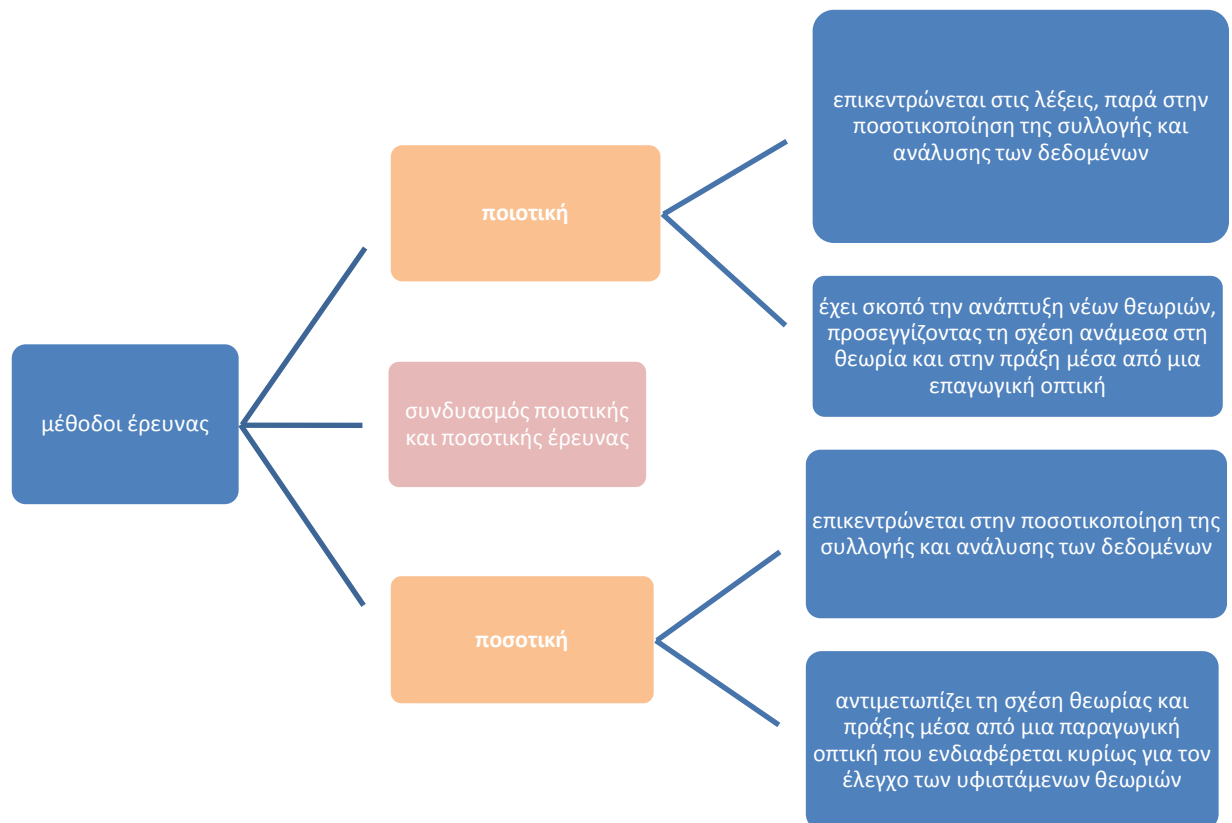 μέθοδοι έρευνας
ποιοτική
επικεντρώνεται στις λέξεις, παρά στην
ποσοτικοποίηση της συλλογής και
ανάλυσης των δεδομένων
έχει σκοπό την ανάπτυξη νέων θεωριών,
προσεγγίζοντας τη σχέση ανάμεσα στη
θεωρία και στην πράξη μέσα από μια
επαγωγική οπτική
συνδυασμός ποιοτικής
και ποσοτικής έρευνας
ποσοτική
επικεντρώνεται στην ποσοτικοποίηση της
συλλογής και ανάλυσης των δεδομένων
αντιμετωπίζει τη σχέση θεωρίας και
πράξης μέσα από μια παραγωγική
οπτική που ενδιαφέρεται κυρίως για τον
έλεγχο των υφιστάμενων θεωριών